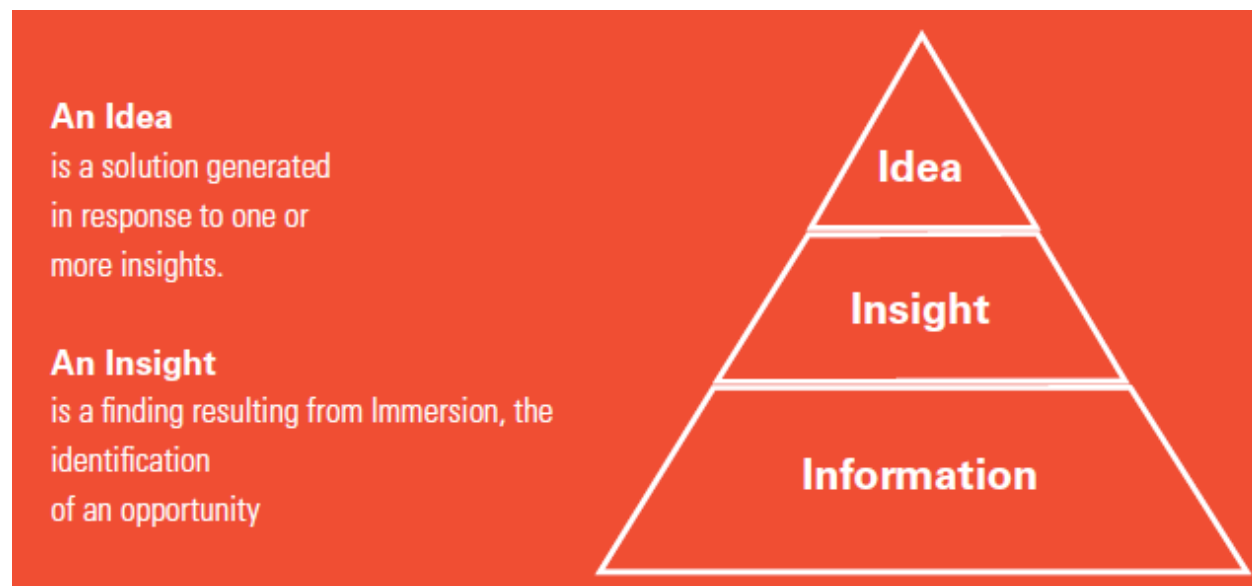 An Idea
is a solution generated
in response to one or
more insights.
An Insight
is a finding resulting from Immersion, the
identification
of an opportunity
Idea
Insight
Information